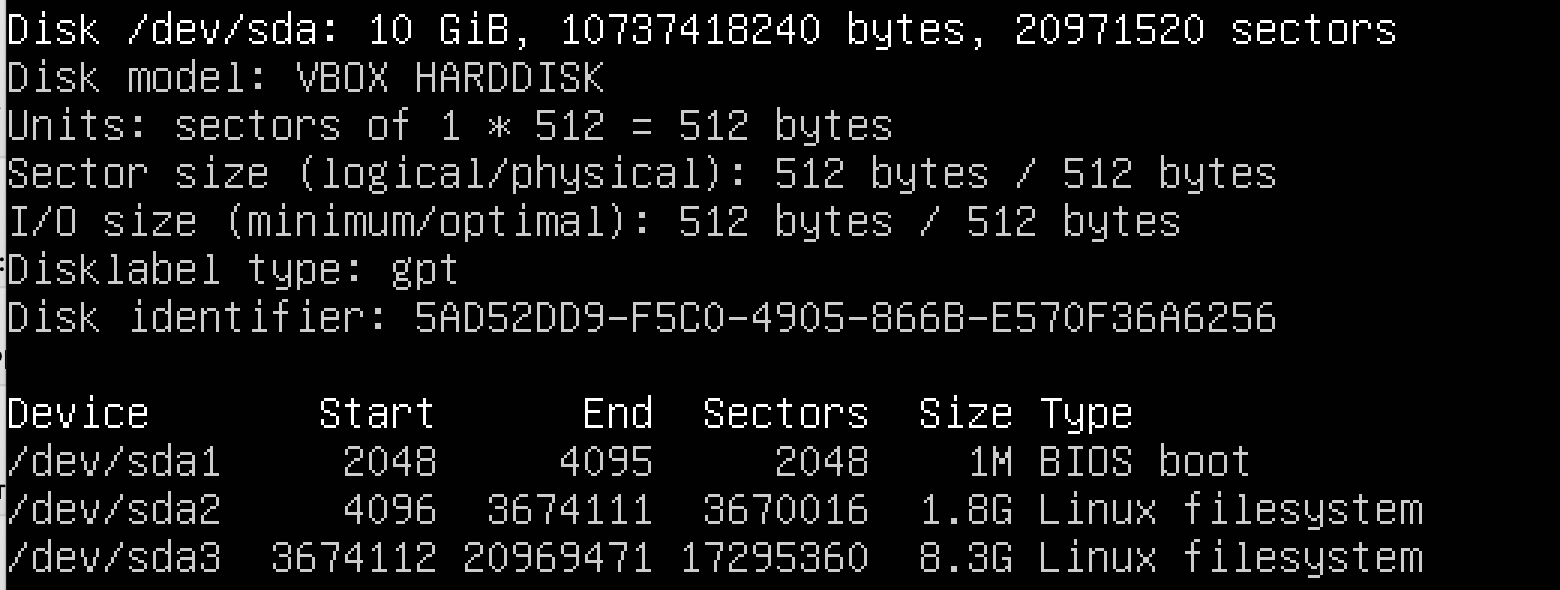 Disk /dev/sda: 10 GiB, 10737418240 bytes, 20971520 sectors
Disk model: VBOX HARDDISK
Units: sectors of 1 * 512 = 512 bytes
Sector size (logical/physical): 512 bytes / 512 bytes
I/O size (minimum/optimal): 512 bytes / 512 bytes
Disklabel type: gpt
Disk identifier: 5AD52DD9-F5C0-4905-866B-E570F36A6256
Device Start End Sectors Size Type
/dev/sda1 2048 4095 2048 1M BIOS boot
/dev/sda2 4096 3674111 3670016 1.8G Linux filesystem
/dev/sda3 3674112 20969471 17295360 8.3G Linux filesystem